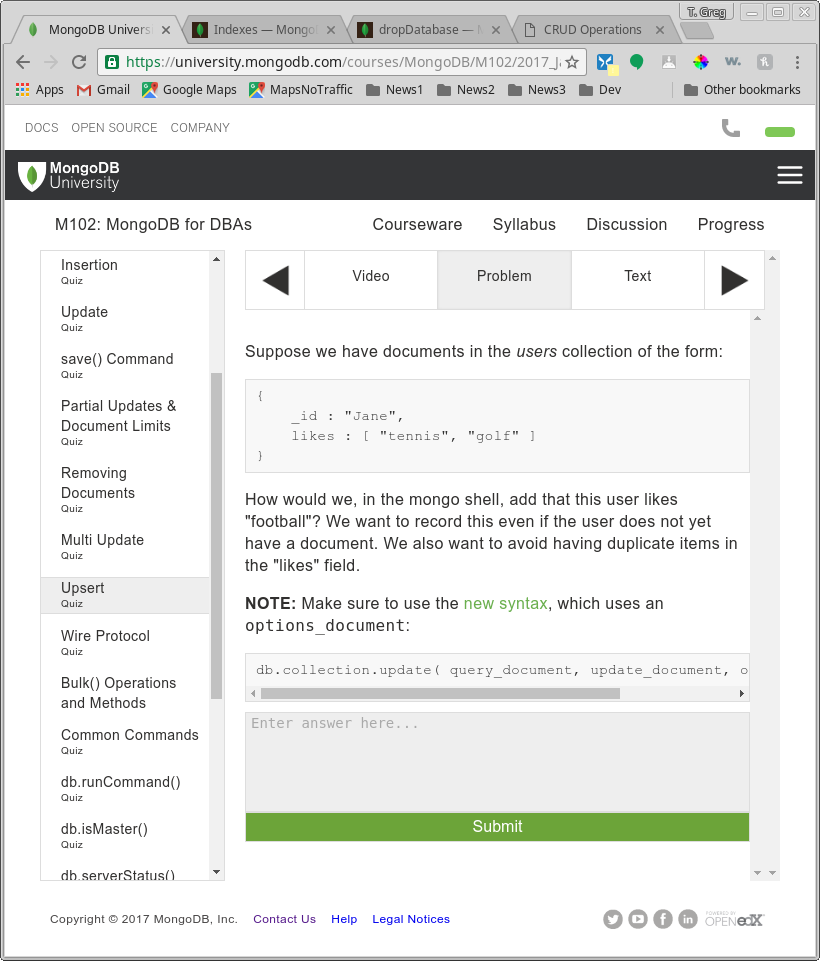 T. Greg
MongoDB Univers
Indexes — Mongo
dropDatabase —
CRUD Operations
https://university.mongodb.com/courses/MongoDB/M102/2017_J
w.
Apps
Gmail
Google Maps
MapsNoTraffic
News1
News2
News3
Dev
Other bookmarks
DOCS OPEN SOURCE COMPANY
MongoDB
University
M102: MongoDB for DBAs
Courseware Syllabus Discussion Progress
Insertion
Quiz
Update
Quiz
save() Command
Quiz
Partial Updates &
Document Limits
Quiz
Removing
Documents
Quiz
Multi Update
Quiz
Upsert
Quiz
Wire Protocol
Quiz
Bulk() Operations
and Methods
Common Commands
Quiz
db.runCommand()
Quiz
db.isMaster()
Quiz
db.serverStatus()
Video Problem Text
Suppose we have documents in the users collection of the form:
{
_id : "Jane",
likes : [ "tennis", "golf" ]
}
How would we, in the mongo shell, add that this user likes
"football"? We want to record this even if the user does not yet
have a document. We also want to avoid having duplicate items in
the "likes" field.
NOTE: Make sure to use the new syntax, which uses an
options_document:
db.collection.update( query_document, update_document, o
Enter answer here...
Submit
Copyright © 2017 MongoDB, Inc. Contact Us Help Legal Notices
POWERED BY
OPEN edX